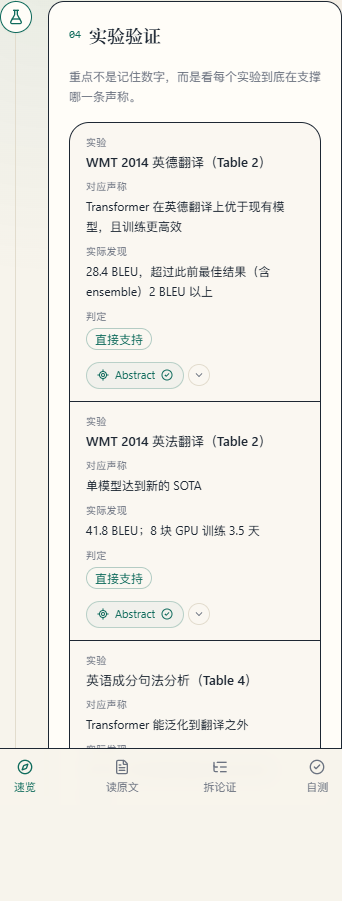 04 实验验证
重点不是记住数字，而是看每个实验到底在支撑
哪一条声称。
实验
WMT 2014 英德翻译（Table 2）
对应声称
Transformer 在英德翻译上优于现有模
型，且训练更高效
实际发现
28.4 BLEU，超过此前最佳结果（含
ensemble）2 BLEU 以上
判定
直接支持
Abstract
实验
WMT 2014 英法翻译（Table 2）
对应声称
单模型达到新的 SOTA
实际发现
41.8 BLEU；8 块 GPU 训练 3.5 天
判定
直接支持
Abstract
实验
英语成分句法分析（Table 4）
对应声称
Transformer 能泛化到翻译之外
速览 读原文 拆论证 自测